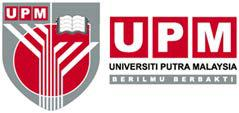 UPM
UPM
UNIVERSITI PUTRA MALAYSIA
BERILMU BERBAKTI